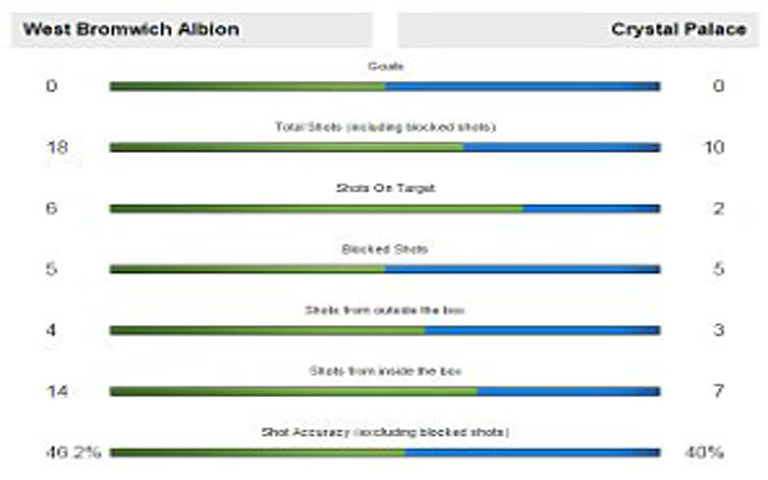 West Bromwich Albion Crystal Palace
Goals
0 0
Total Shots (including blocked shots)
18 10
Shots On Target
6 2
Blocked Shots
5 5
Shots from outside the box
4 3
Shots from inside the box
14 7
Shot Accuracy (excluding blocked shots)
46.2% 40%